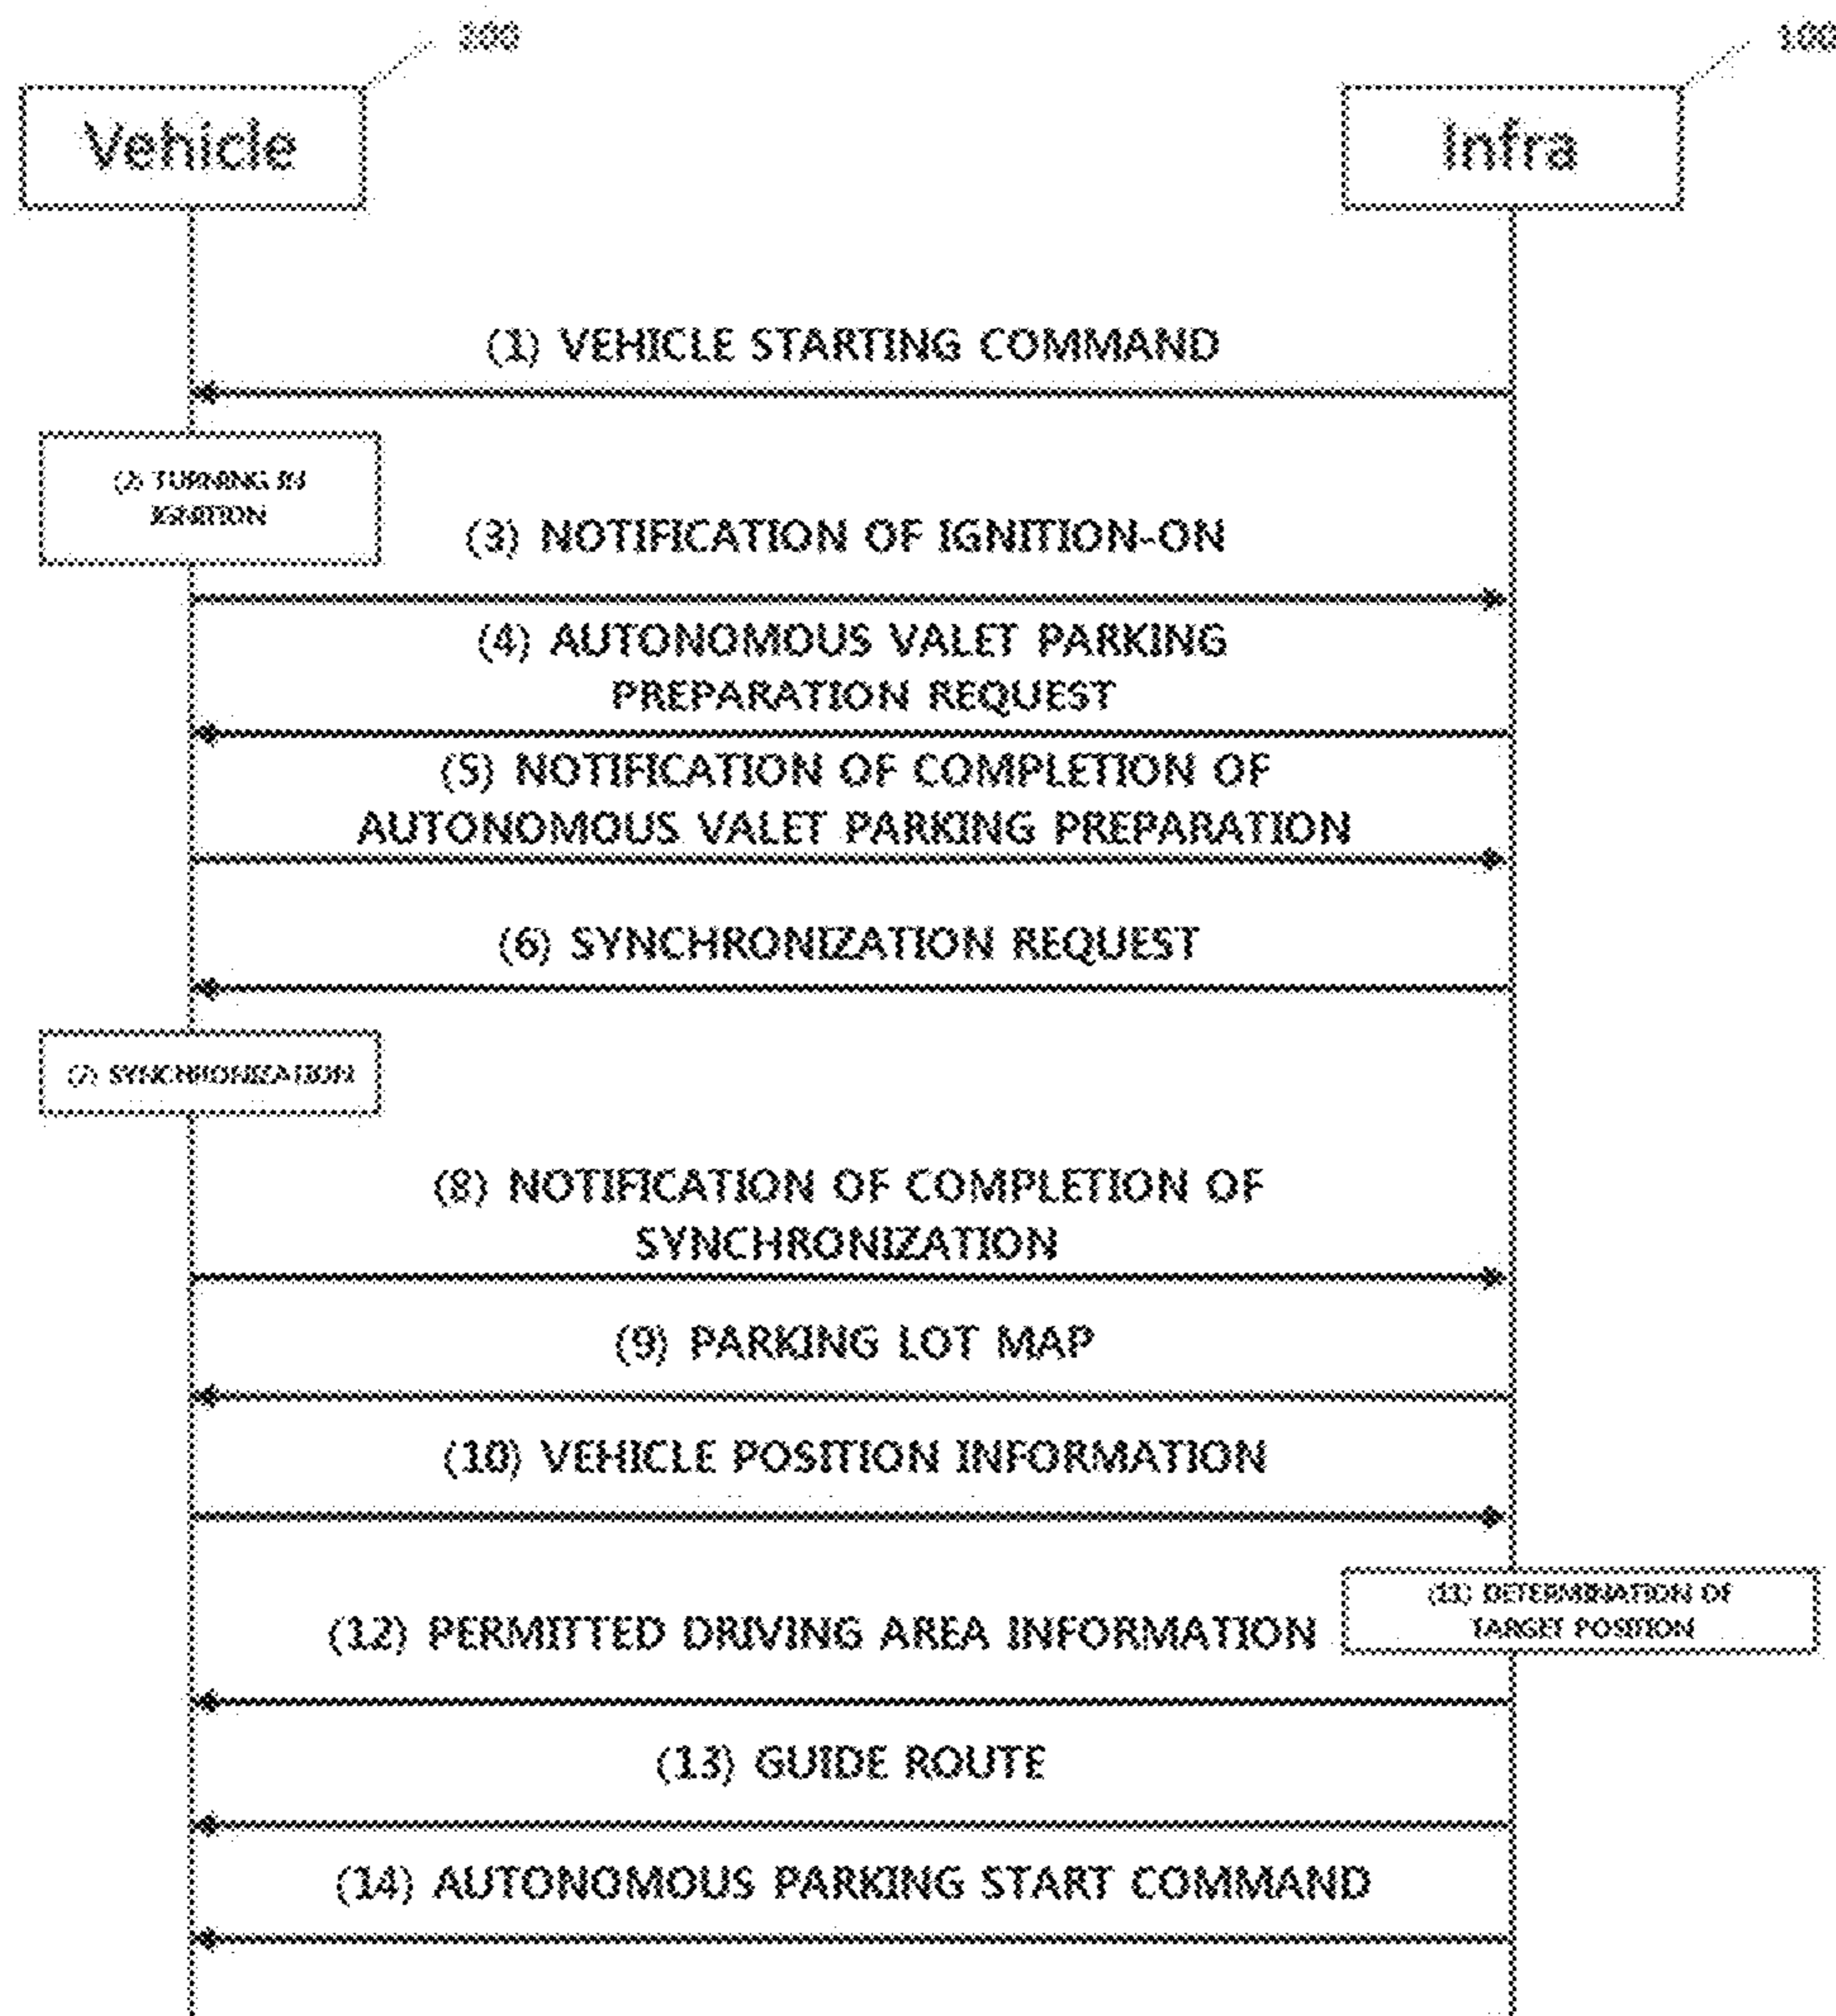 100
Vehicle
Infra
(1) VEHICLE STARTING COMMAND
(2) TURNING IN
IGNITION
(3) NOTIFICATION OF IGNITION-ON
(4) AUTONOMOUS VALET PARKING
PREPARATION REQUEST
(5) NOTIFICATION OF COMPLETION OF
AUTONOMOUS VALET PARKING PREPARATION
(6) SYNCHRONIZATION REQUEST
(7) SYNCHRONIZATION
(8) NOTIFICATION OF COMPLETION OF
SYNCHRONIZATION
(9) PARKING LOT MAP
(10) VEHICLE POSITION INFORMATION
(11) DETERMINATION OF
TARGET POSITION
(12) PERMITTED DRIVING AREA INFORMATION
(13) GUIDE ROUTE
(14) AUTONOMOUS PARKING START COMMAND